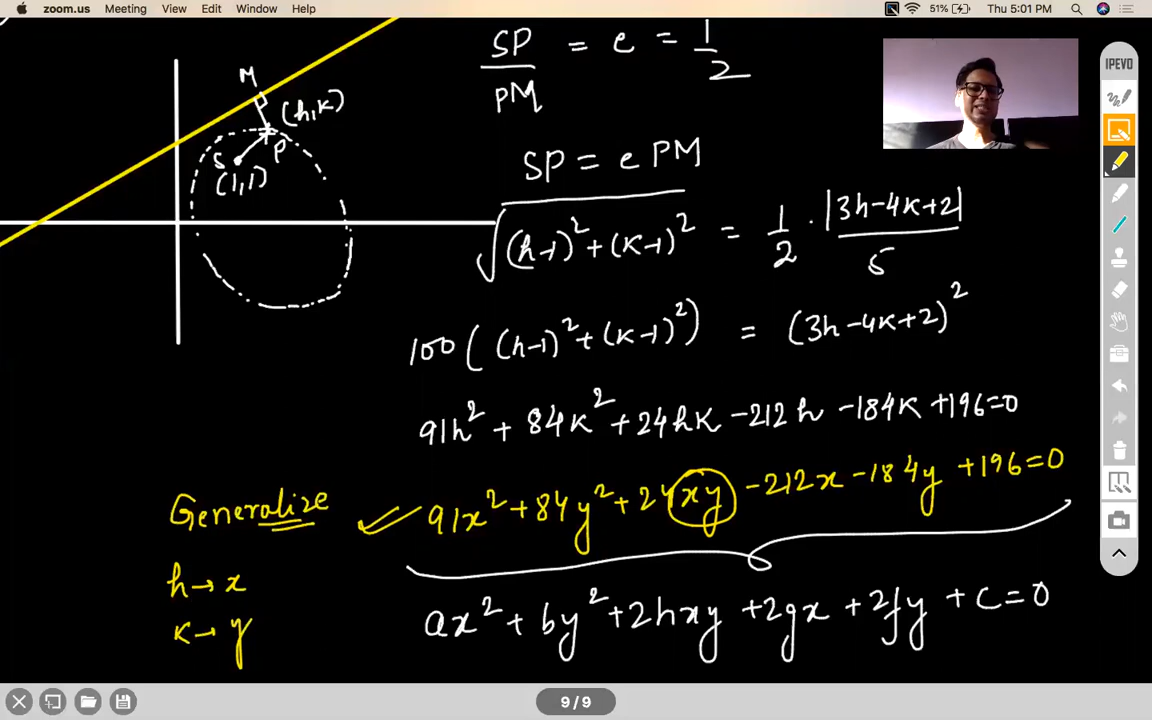 zoom.us Meeting View Edit Window Help 51% Thu 5:01 PM
IPEVO
SP/PM = e = 1/2
M
(h,k)
S P
(1,1)
SP = e PM
√((h-1)² + (k-1)²) = 1/2 · |3h-4k+2|/5
100((h-1)² + (k-1)²) = (3h-4k+2)²
91h² + 84k² + 24hk -212h -184k +196=0
Generalize 91x² + 84y² + 24xy -212x -184y +196=0
h→x
k→y
ax² + by² + 2hxy + 2gx + 2fy + c = 0
9 / 9